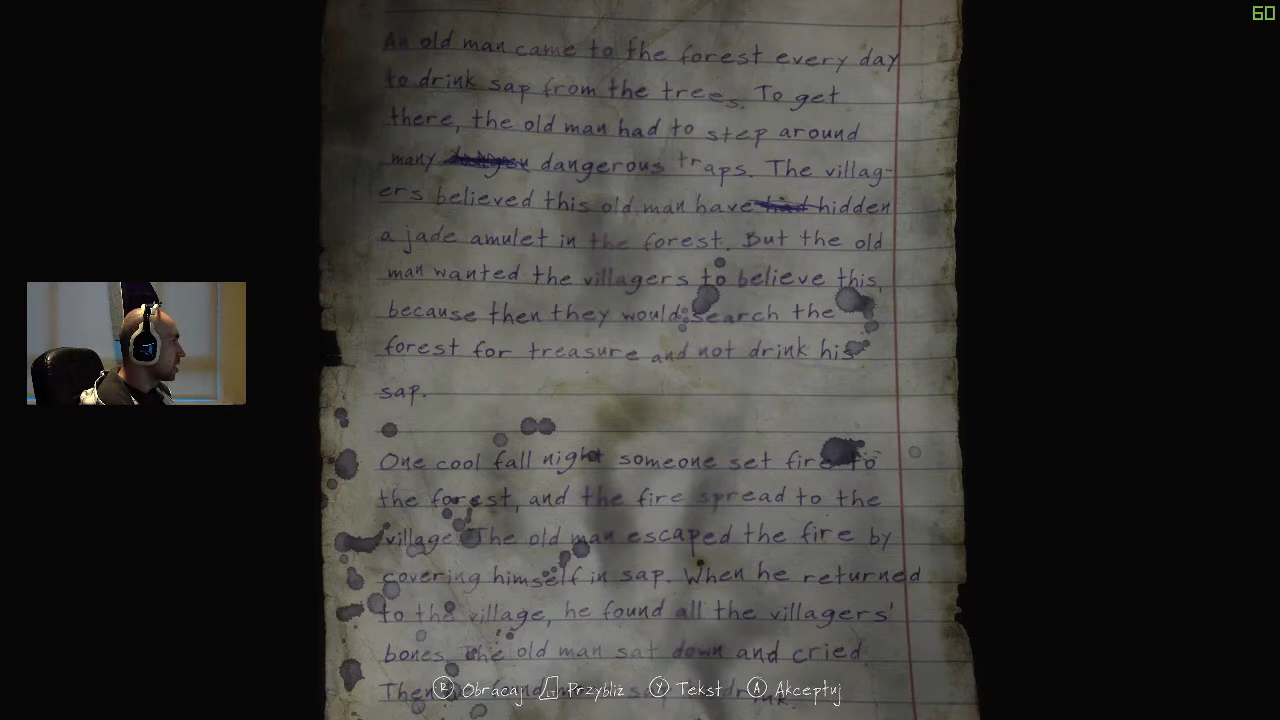 60
An old man came to the forest every day
to drink sap from the trees. To get
there, the old man had to step around
many dangerous traps. The villag-
ers believed this old man have hidden
a jade amulet in the forest. But the old
man wanted the villagers to believe this,
because then they would search the
forest for treasure and not drink his
sap.
One cool fall night someone set fire to
the forest, and the fire spread to the
village. The old man escaped the fire by
covering himself in sap. When he returned
to the village, he found all the villagers'
bones. The old man sat down and cried.
Then
R Obracaj LT Przybliż Y Tekst A Akceptuj